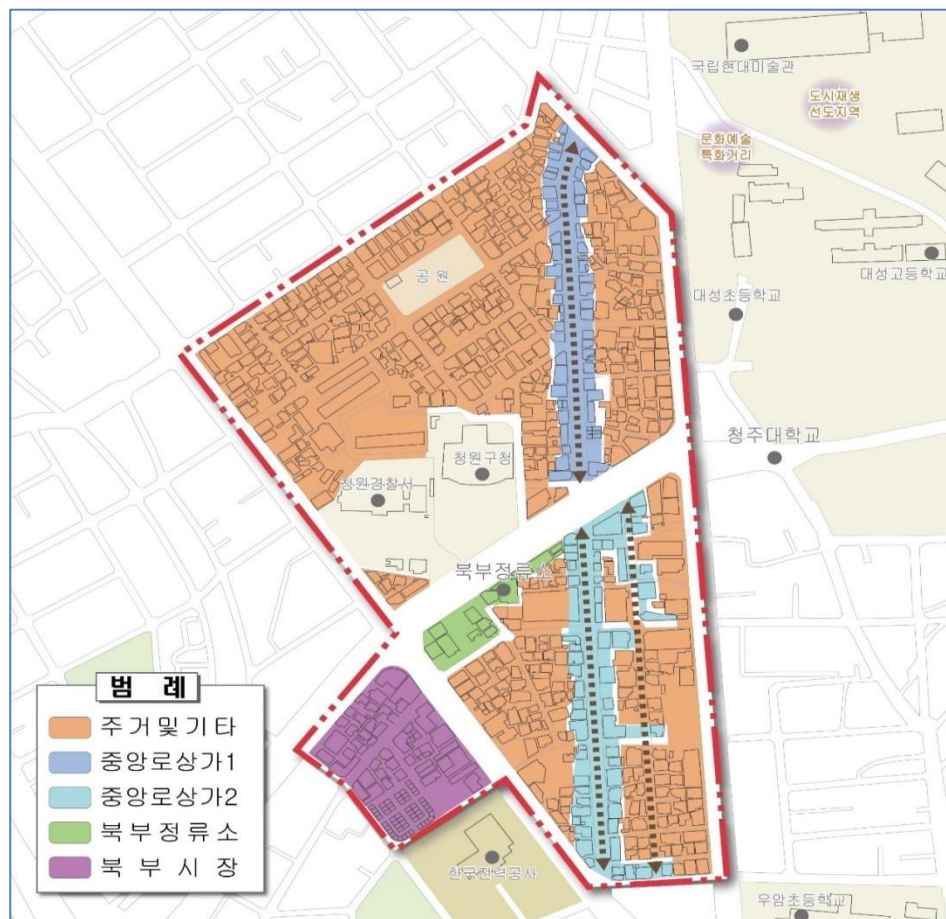 국립현대미술관
도시재생
선도지역
문화예술
특화거리
대성고등학교
공 원
대성초등학교
청주대학교
청원구청
청원경찰서
북부정류소
범 례
주거및기타
중앙로상가1
중앙로상가2
북부정류소
북부시장
한국전력공사
우암초등학교